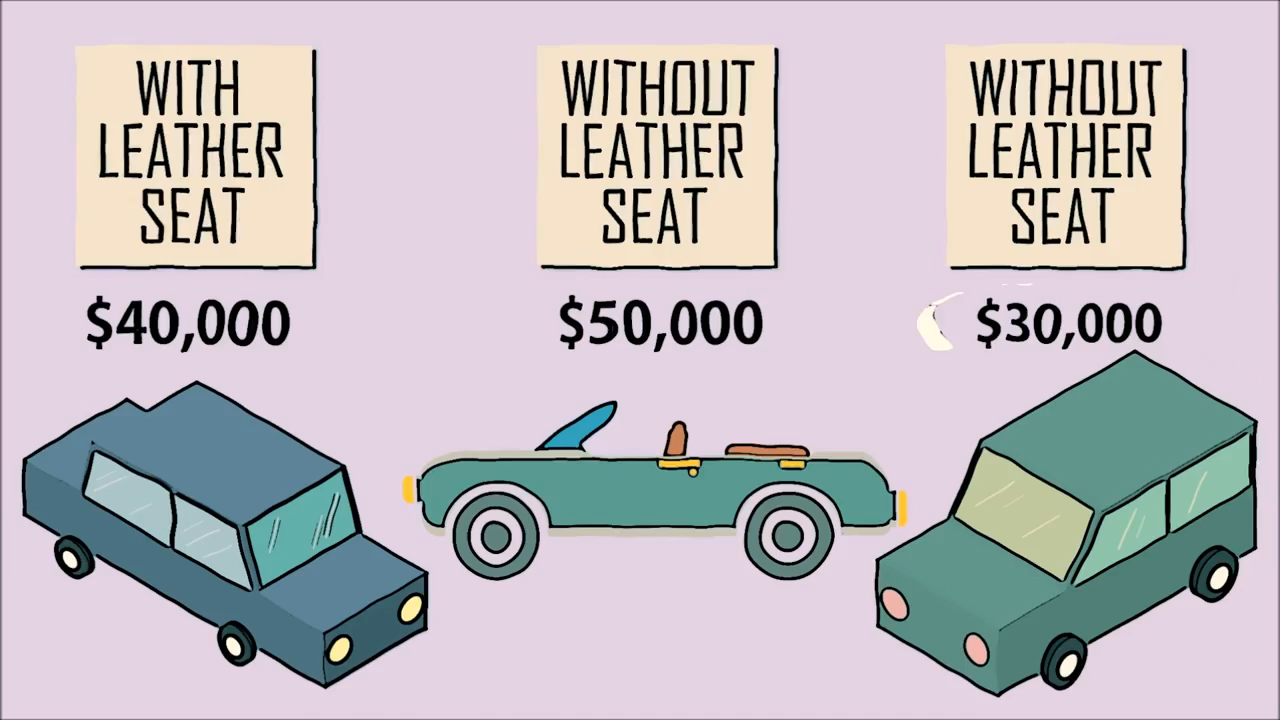 WITH
LEATHER
SEAT
$40,000
WITHOUT
LEATHER
SEAT
$50,000
WITHOUT
LEATHER
SEAT
$30,000